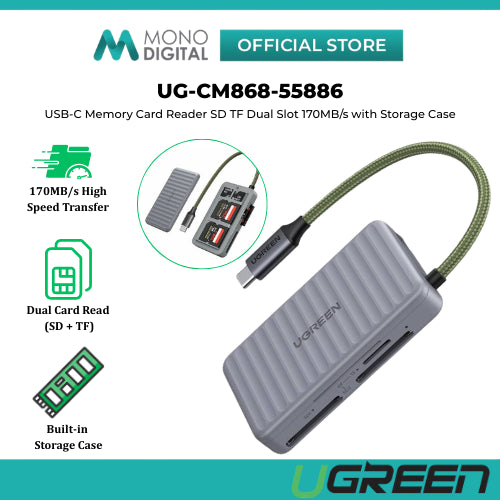 MONO
DIGITAL
OFFICIAL STORE
UG-CM868-55886
USB-C Memory Card Reader SD TF Dual Slot 170MB/s with Storage Case
170MB/s High
Speed Transfer
Dual Card Read
(SD + TF)
Built-in
Storage Case
UGREEN
UGREEN
UGREEN